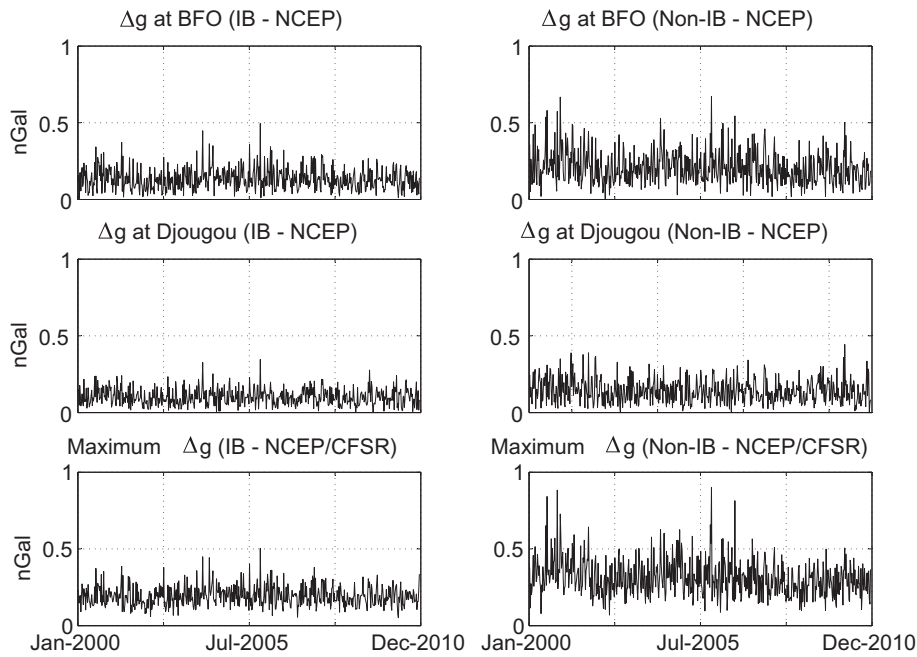 Δg at BFO (IB - NCEP)
Δg at BFO (Non-IB - NCEP)
1
0.5
0
nGal
1
0.5
0
Δg at Djougou (IB - NCEP)
Δg at Djougou (Non-IB - NCEP)
1
0.5
0
nGal
1
0.5
0
Maximum Δg (IB - NCEP/CFSR)
Maximum Δg (Non-IB - NCEP/CFSR)
1
0.5
0
nGal
1
0.5
0
Jan-2000 Jul-2005 Dec-2010
Jan-2000 Jul-2005 Dec-2010